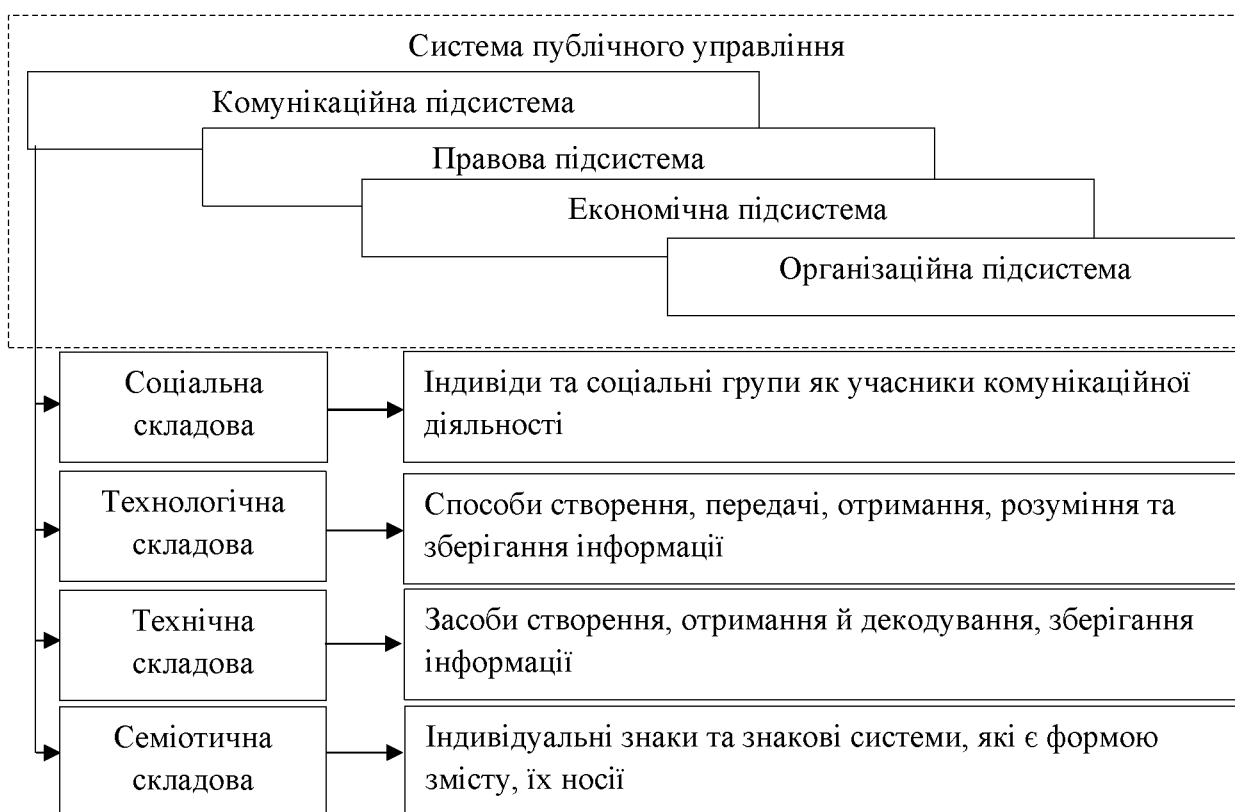 Система публічного управління
Комунікаційна підсистема
Правова підсистема
Економічна підсистема
Організаційна підсистема
Соціальна
складова
Індивіди та соціальні групи як учасники комунікаційної
діяльності
Технологічна
складова
Способи створення, передачі, отримання, розуміння та
зберігання інформації
Технічна
складова
Засоби створення, отримання й декодування, зберігання
інформації
Семіотична
складова
Індивідуальні знаки та знакові системи, які є формою
змісту, їх носії